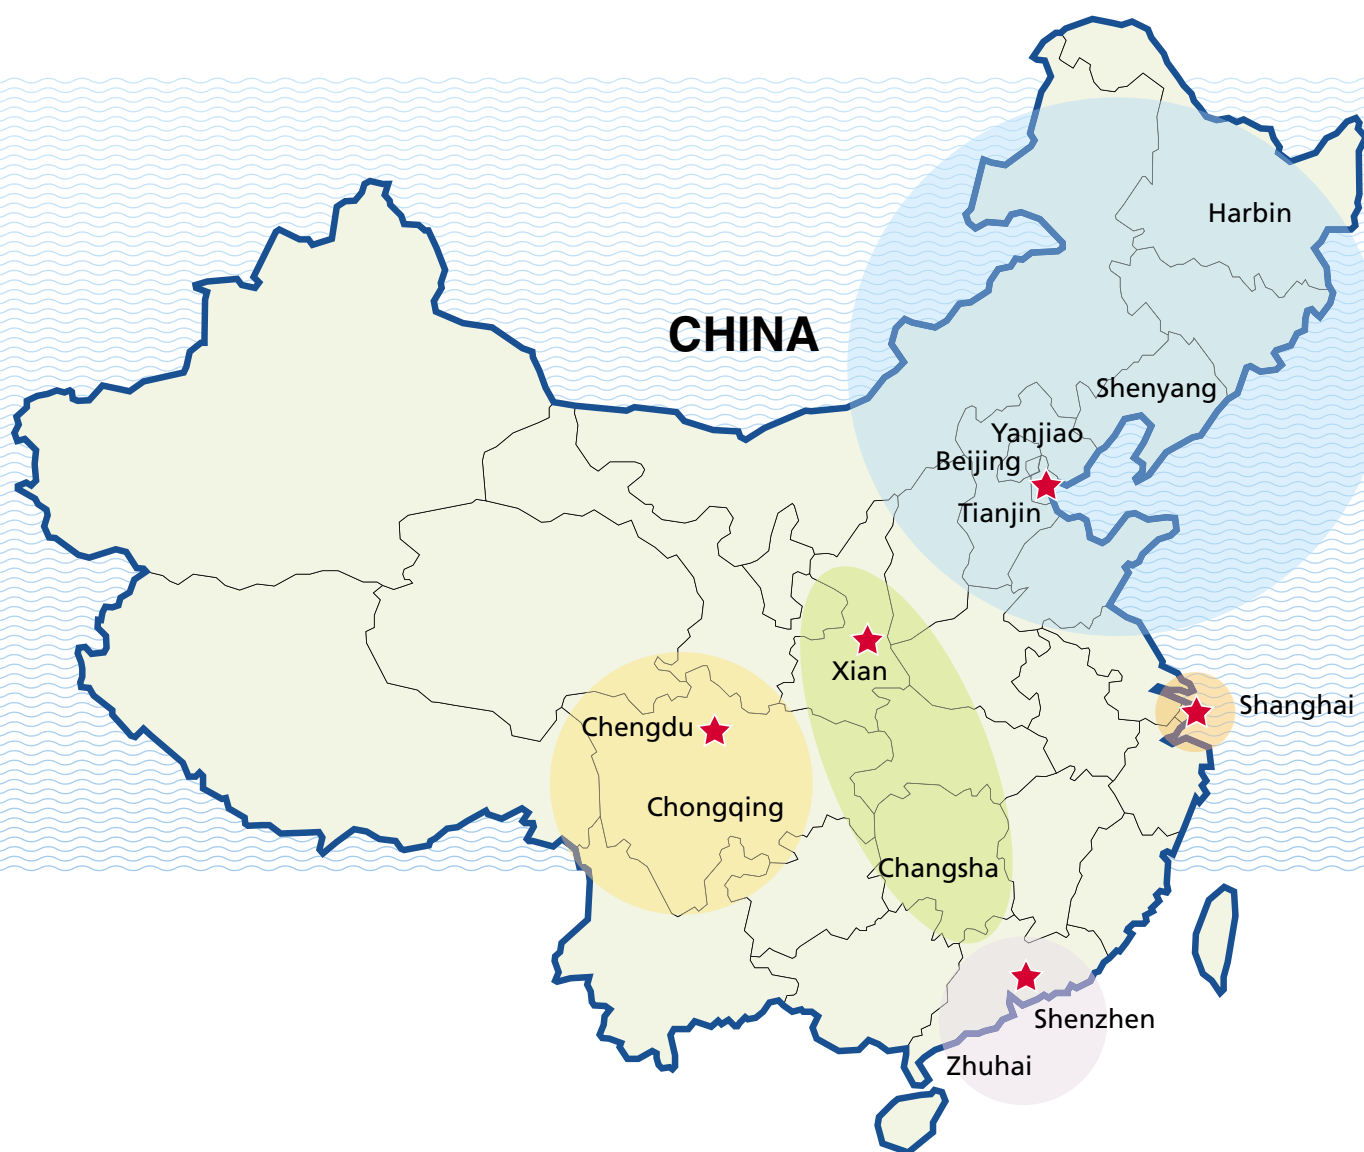 Harbin
CHINA
Shenyang
Yanjiao
Beijing
Tianjin
Xian
Shanghai
Chengdu
Chongqing
Changsha
Shenzhen
Zhuhai